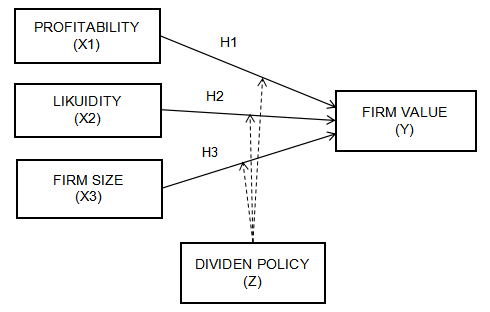 PROFITABILITY
(X1)
H1
LIKUIDITY
(X2)
H2
FIRM VALUE
(Y)
H3
FIRM SIZE
(X3)
DIVIDEN POLICY
(Z)